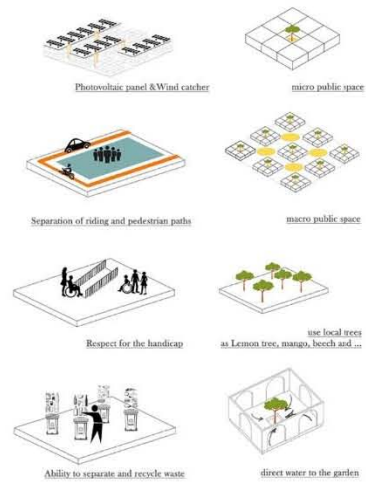 Photovoltaic panel &Wind catcher
micro public space
Separation of riding and pedestrian paths
macro public space
Respect for the handicap
use local trees
as Lemon tree, mango, beech and ...
Ability to separate and recycle waste
direct water to the garden